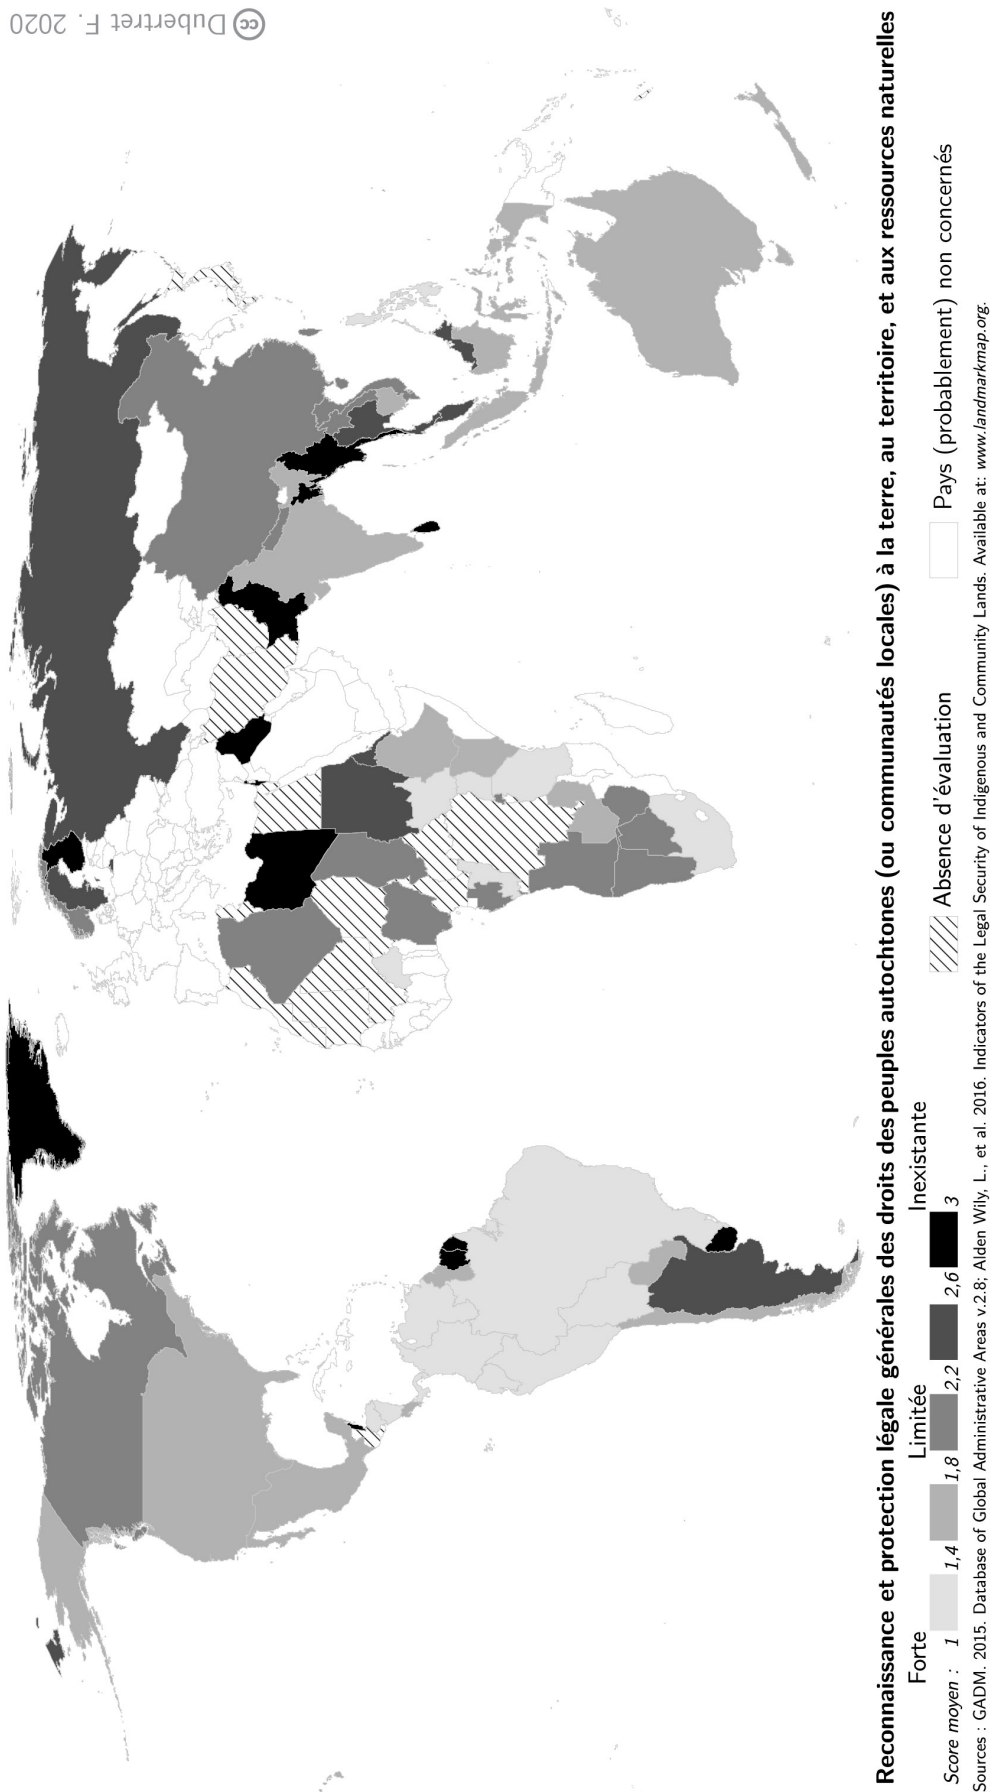 cc Dubertret F. 2020
Reconnaissance et protection légale générales des droits des peuples autochtones (ou communautés locales) à la terre, au territoire, et aux ressources naturelles
Forte Limitée Inexistante
Score moyen : 1 1,4 1,8 2,2 2,6 3
Absence d'évaluation
Pays (probablement) non concernés
Sources : GADM. 2015. Database of Global Administrative Areas v.2.8; Alden Wily, L., et al. 2016. Indicators of the Legal Security of Indigenous and Community Lands. Available at: www.landmarkmap.org.